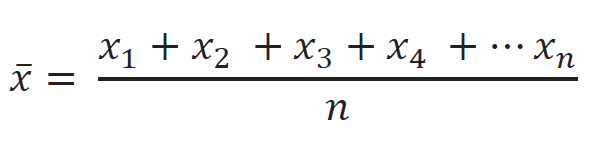 x̄ = (x₁ + x₂ + x₃ + x₄ + ⋯ xₙ) / n